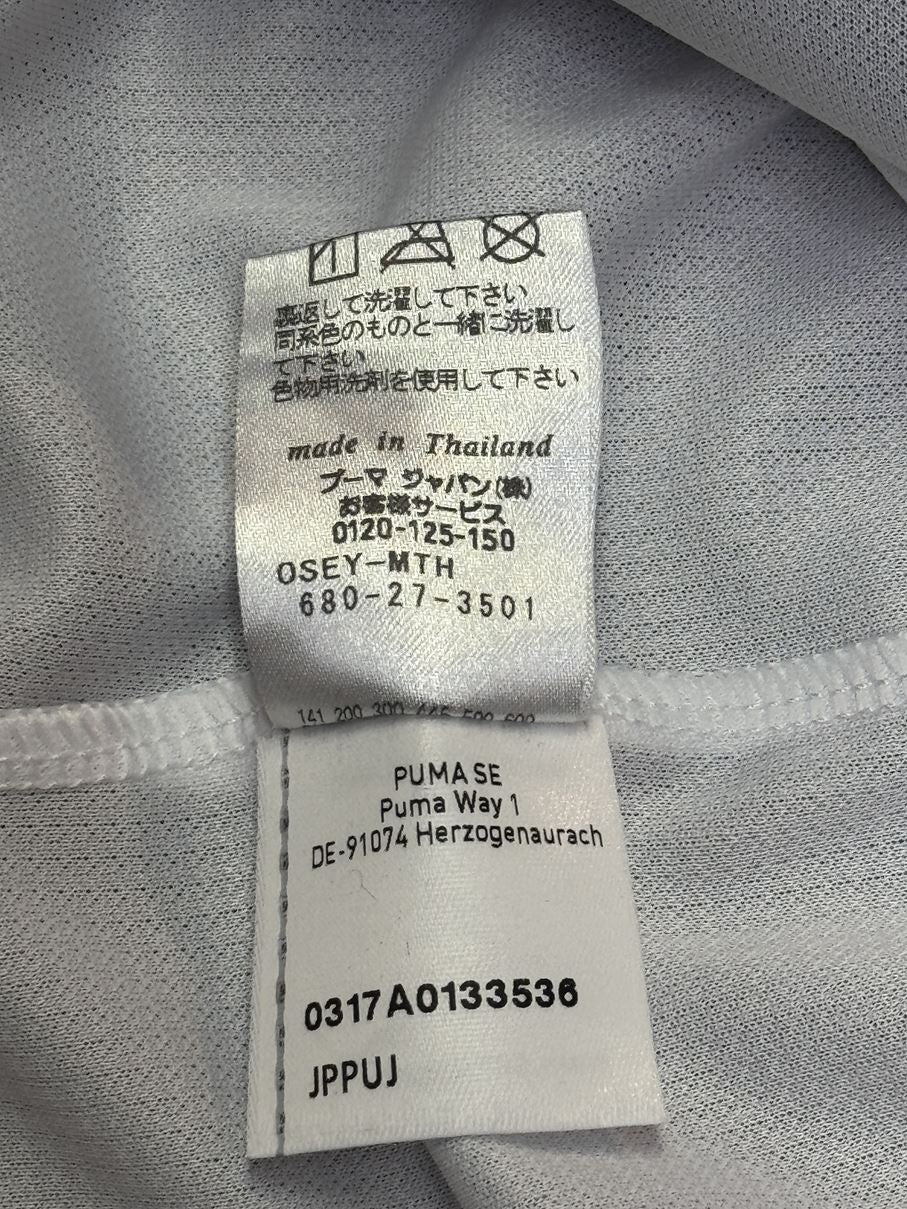 裏返しで洗濯して下さい
同系色のものと一緒に洗濯し
て下さい
色物用洗剤を使用して下さい
made in Thailand
プーマ ジャパン(株)
お客様サービス
0120-125-150
OSEY-MTH
680-27-3501
141 200 300
PUMA SE
Puma Way 1
DE-91074 Herzogenaurach
0317A0133536
JPPUJ